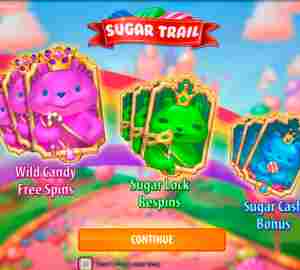 SUGAR TRAIL
Wild Candy
Free Spins
Sugar Lock
Respins
Sugar Cash
Bonus
CONTINUE